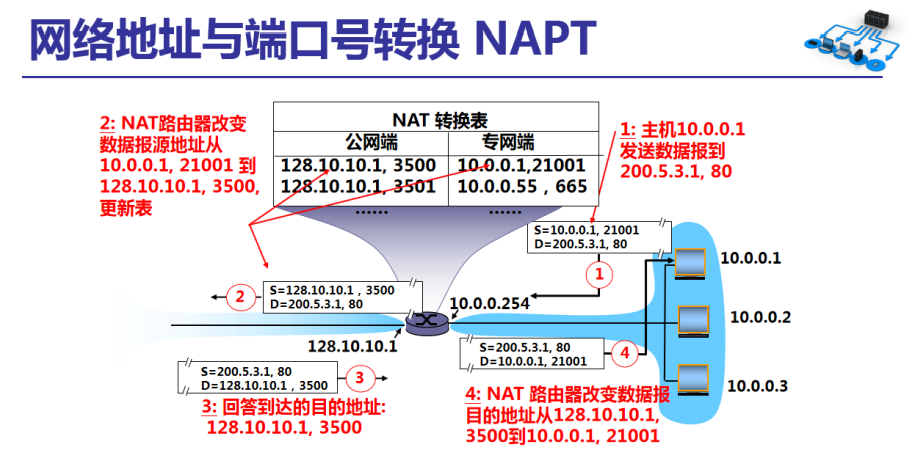 网络地址与端口号转换 NAPT
2: NAT路由器改变
数据报源地址从
10.0.0.1, 21001 到
128.10.10.1, 3500,
更新表
NAT 转换表
公网端 专网端
128.10.10.1, 3500 10.0.0.1,21001
128.10.10.1, 3501 10.0.0.55 , 665
...... ......
1: 主机10.0.0.1
发送数据报到
200.5.3.1, 80
S=10.0.0.1, 21001
D=200.5.3.1, 80
1
10.0.0.1
S=128.10.10.1 , 3500
D=200.5.3.1, 80
2
10.0.0.254
10.0.0.2
128.10.10.1
S=200.5.3.1, 80
D=10.0.0.1, 21001
4
S=200.5.3.1, 80
D=128.10.10.1 , 3500
3
10.0.0.3
3: 回答到达的目的地址:
128.10.10.1, 3500
4: NAT 路由器改变数据报
目的地址从128.10.10.1,
3500到10.0.0.1, 21001